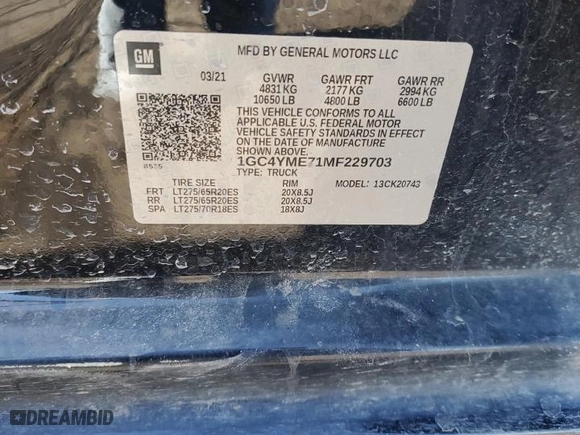 GM
MFD BY GENERAL MOTORS LLC
03/21 GVWR GAWR FRT GAWR RR
4831 KG 2177 KG 2994 KG
10650 LB 4800 LB 6600 LB
THIS VEHICLE CONFORMS TO ALL
APPLICABLE U.S. FEDERAL MOTOR
VEHICLE SAFETY STANDARDS IN EFFECT
ON THE DATE OF MANUFACTURE
SHOWN ABOVE.
1GC4YME71MF229703
8535 TYPE: TRUCK
TIRE SIZE RIM MODEL: 13CK20743
FRT LT275/65R20ES 20X8.5J
RR LT275/65R20ES 20X8.5J
SPA LT275/70R18ES 18X8J
DREAMBID